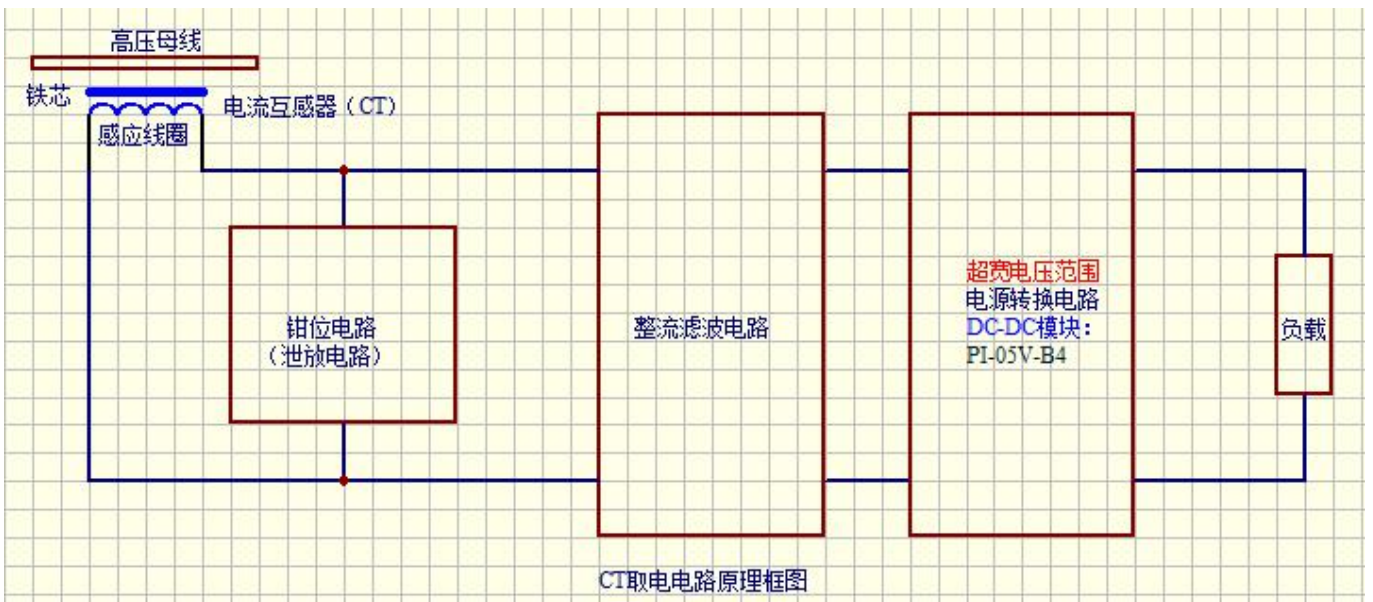 高压母线
铁芯
电流互感器（CT）
感应线圈
钳位电路
（泄放电路）
整流滤波电路
超宽电压范围
电源转换电路
DC-DC模块：
PI-05V-B4
负载
CT取电电路原理框图